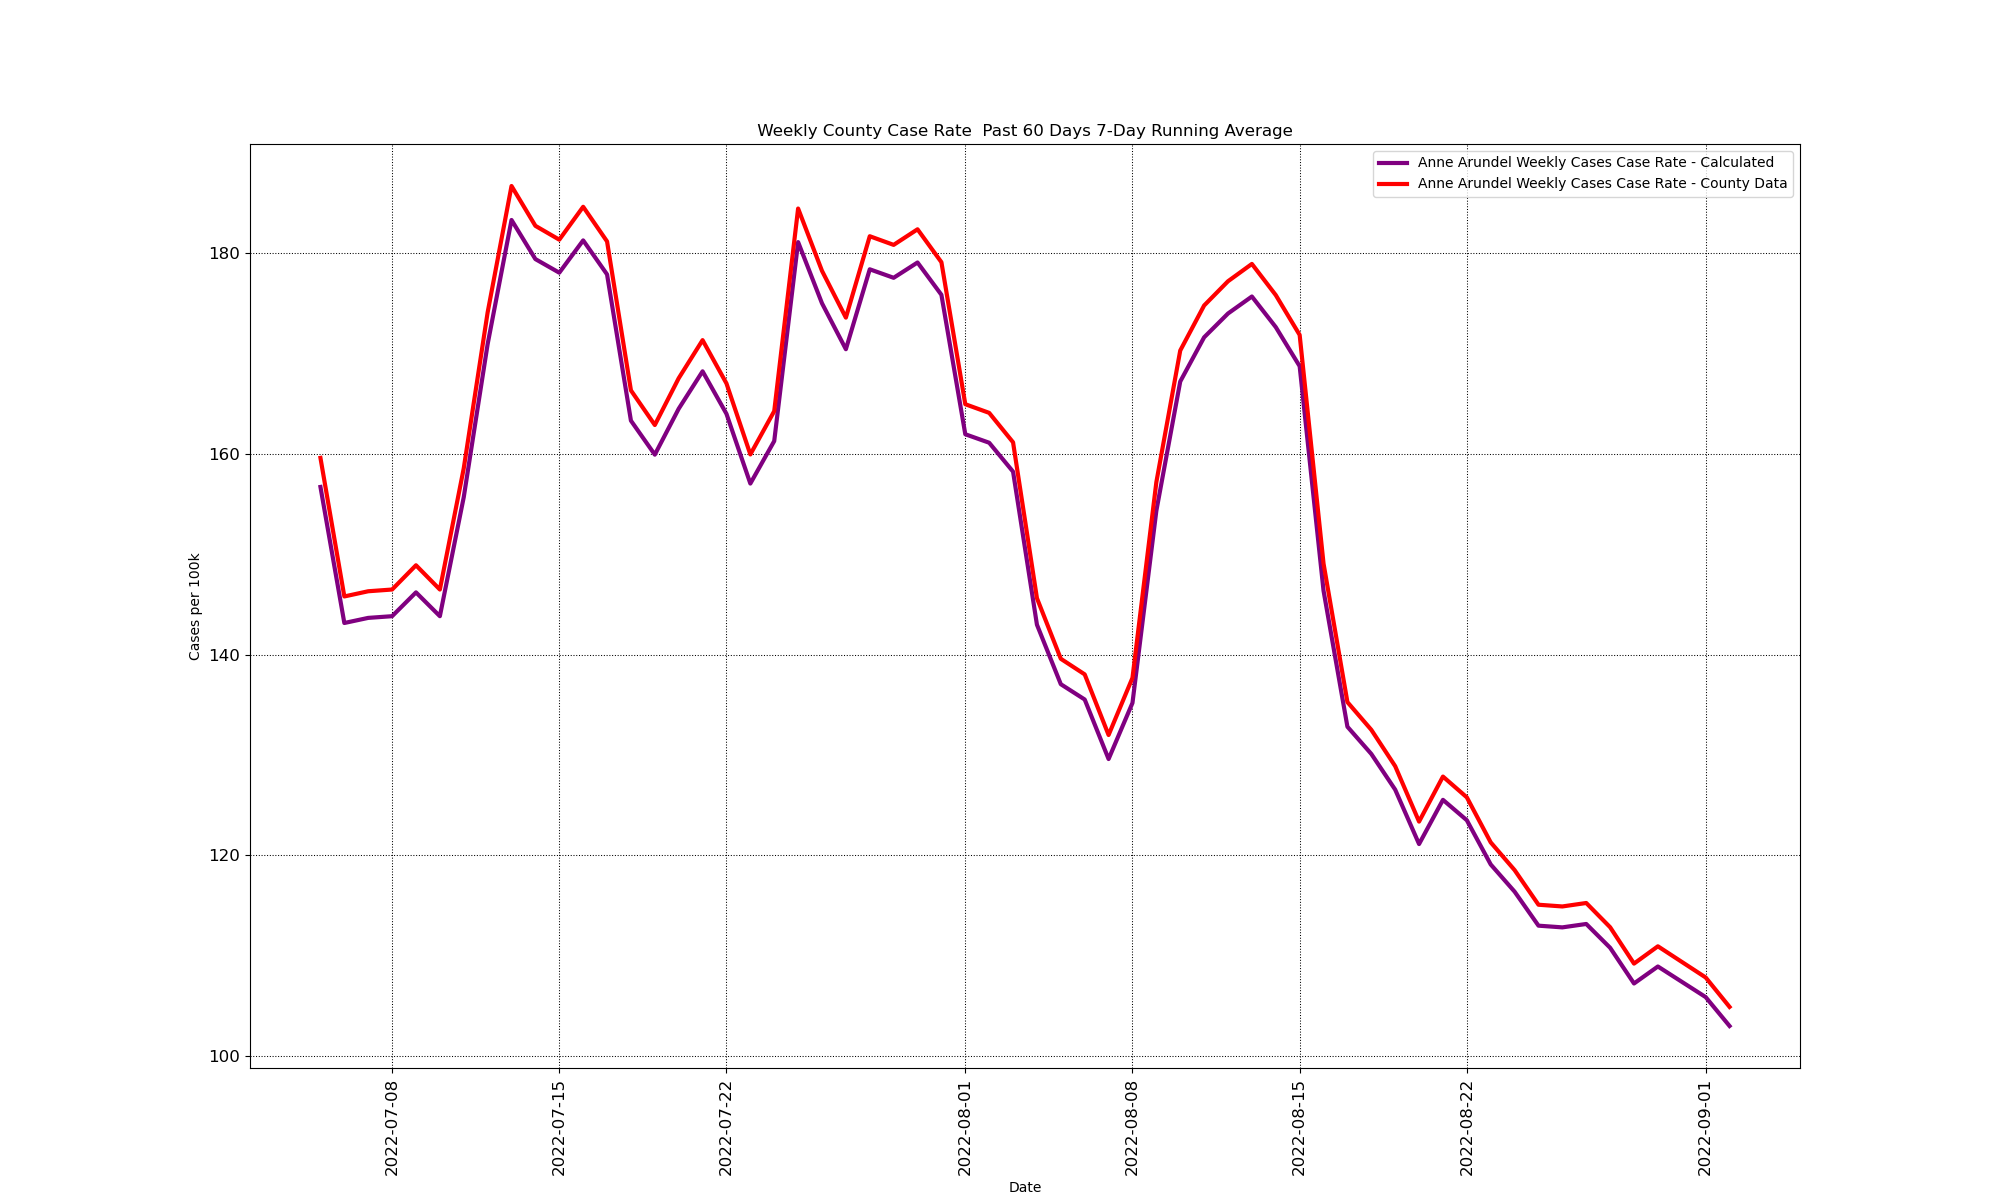 Weekly County Case Rate  Past 60 Days 7-Day Running Average
Anne Arundel Weekly Cases Case Rate - Calculated
Anne Arundel Weekly Cases Case Rate - County Data
180
160
140
120
100
Cases per 100k
2022-07-08
2022-07-15
2022-07-22
2022-08-01
2022-08-08
2022-08-15
2022-08-22
2022-09-01
Date